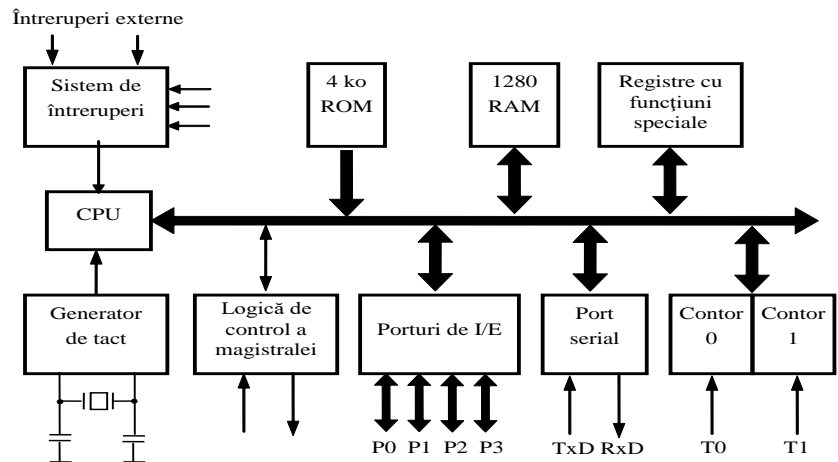 Întreruperi externe
Sistem de
întreruperi
4 ko
ROM
1280
RAM
Registre cu
funcţiuni
speciale
CPU
Generator
de tact
Logică de
control a
magistralei
Porturi de I/E
Port
serial
Contor
0
Contor
1
P0 P1 P2 P3
TxD RxD
T0
T1